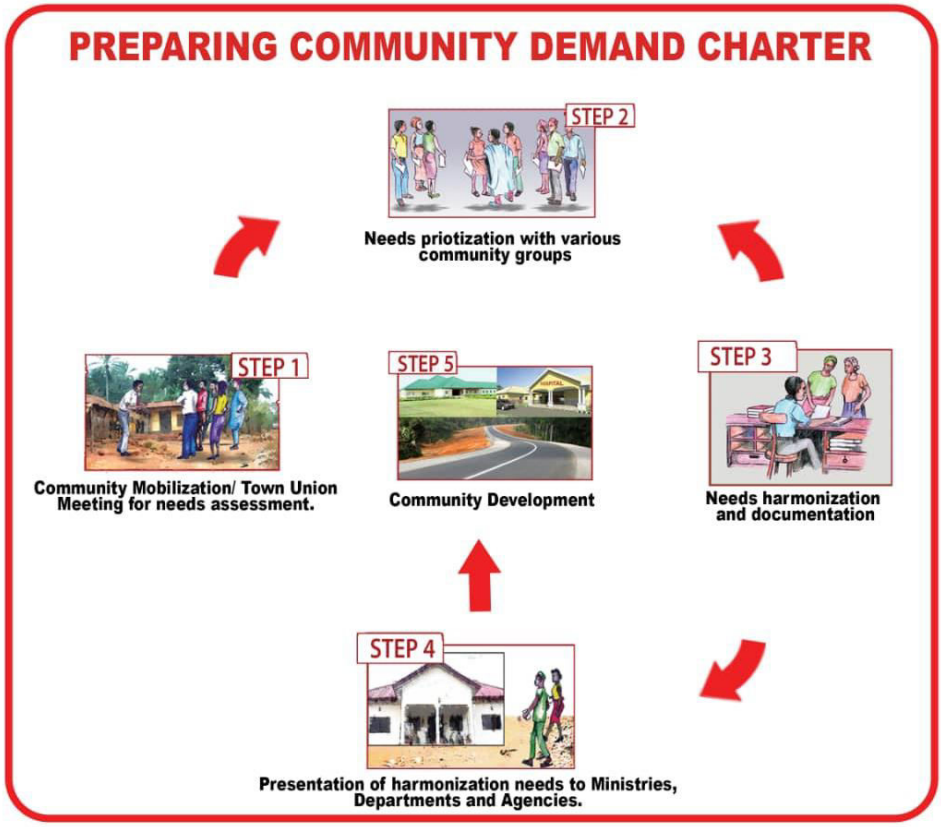 PREPARING COMMUNITY DEMAND CHARTER
STEP 2
Needs priotization with various
community groups
STEP 1
Community Mobilization/ Town Union
Meeting for needs assessment.
STEP 5
Community Development
STEP 3
Needs harmonization
and documentation
STEP 4
Presentation of harmonization needs to Ministries,
Departments and Agencies.